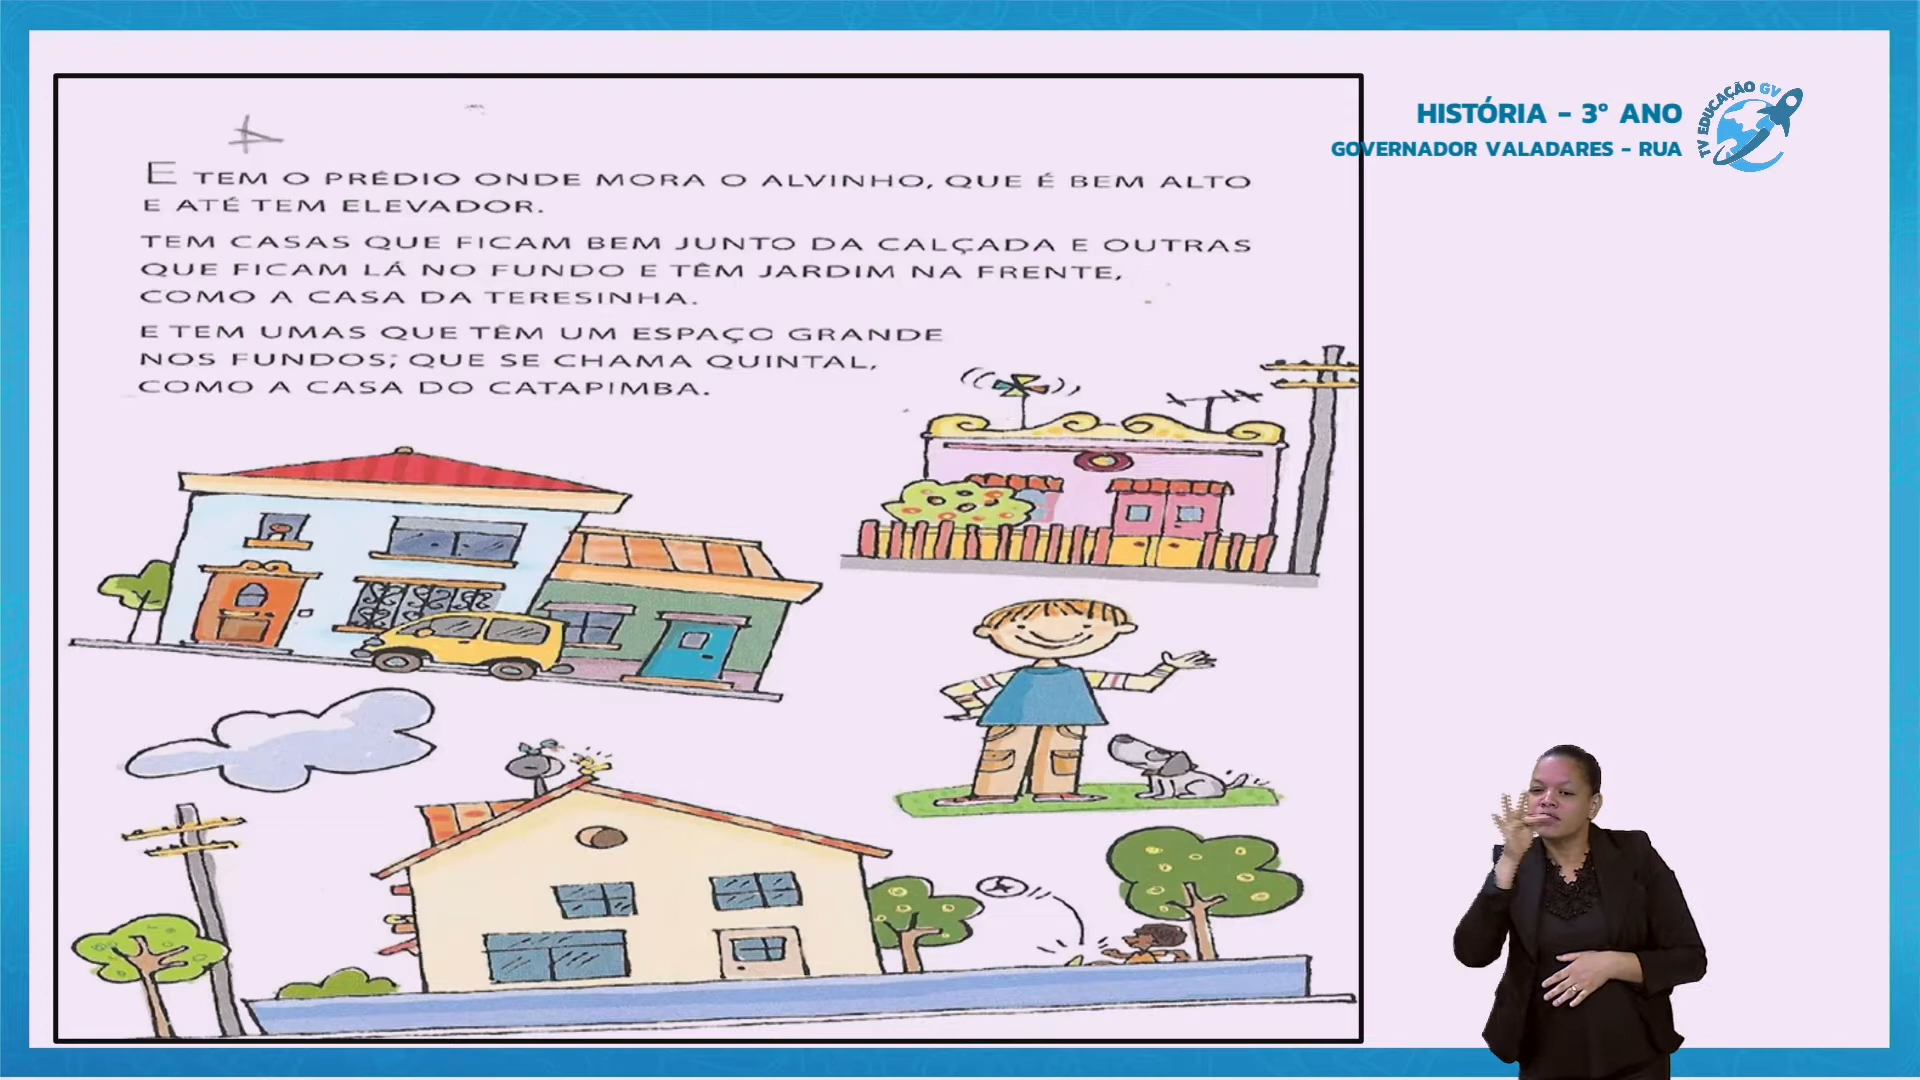 HISTÓRIA - 3º ANO
GOVERNADOR VALADARES - RUA
TV EDUCAÇÃO GV
E TEM O PRÉDIO ONDE MORA O ALVINHO, QUE É BEM ALTO
E ATÉ TEM ELEVADOR.
TEM CASAS QUE FICAM BEM JUNTO DA CALÇADA E OUTRAS
QUE FICAM LÁ NO FUNDO E TÊM JARDIM NA FRENTE,
COMO A CASA DA TERESINHA.
E TEM UMAS QUE TÊM UM ESPAÇO GRANDE
NOS FUNDOS, QUE SE CHAMA QUINTAL,
COMO A CASA DO CATAPIMBA.